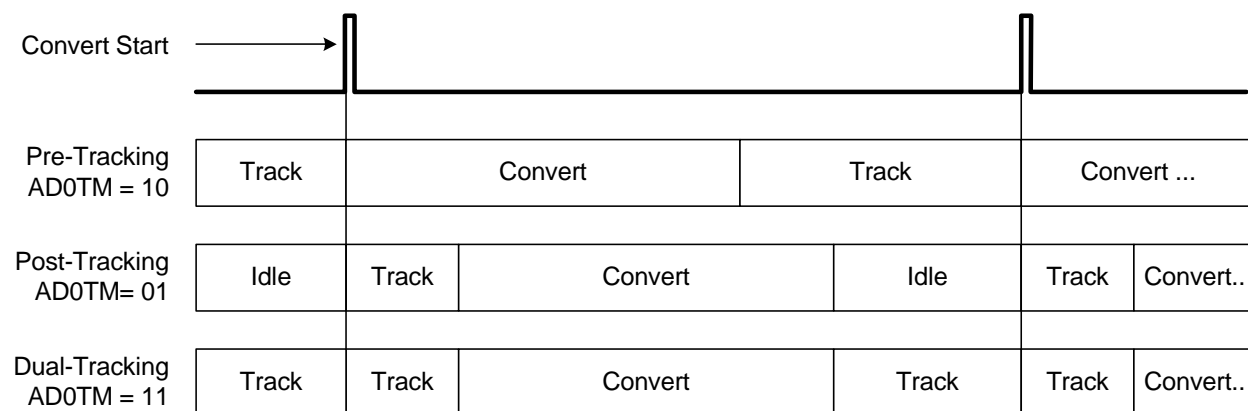 Convert Start
Pre-Tracking
AD0TM = 10
Track
Convert
Track
Convert ...
Post-Tracking
AD0TM= 01
Idle
Track
Convert
Idle
Track
Convert..
Dual-Tracking
AD0TM = 11
Track
Track
Convert
Track
Track
Convert..